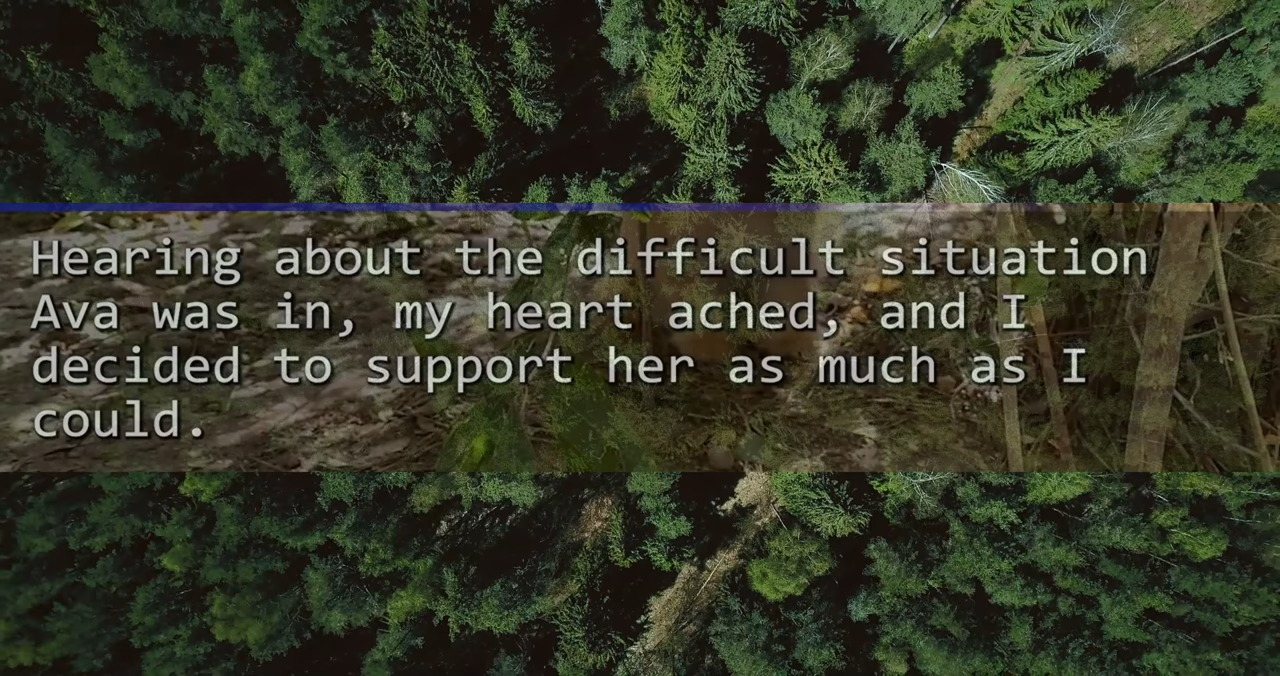 Hearing about the difficult situation
Ava was in, my heart ached, and I
decided to support her as much as I
could.